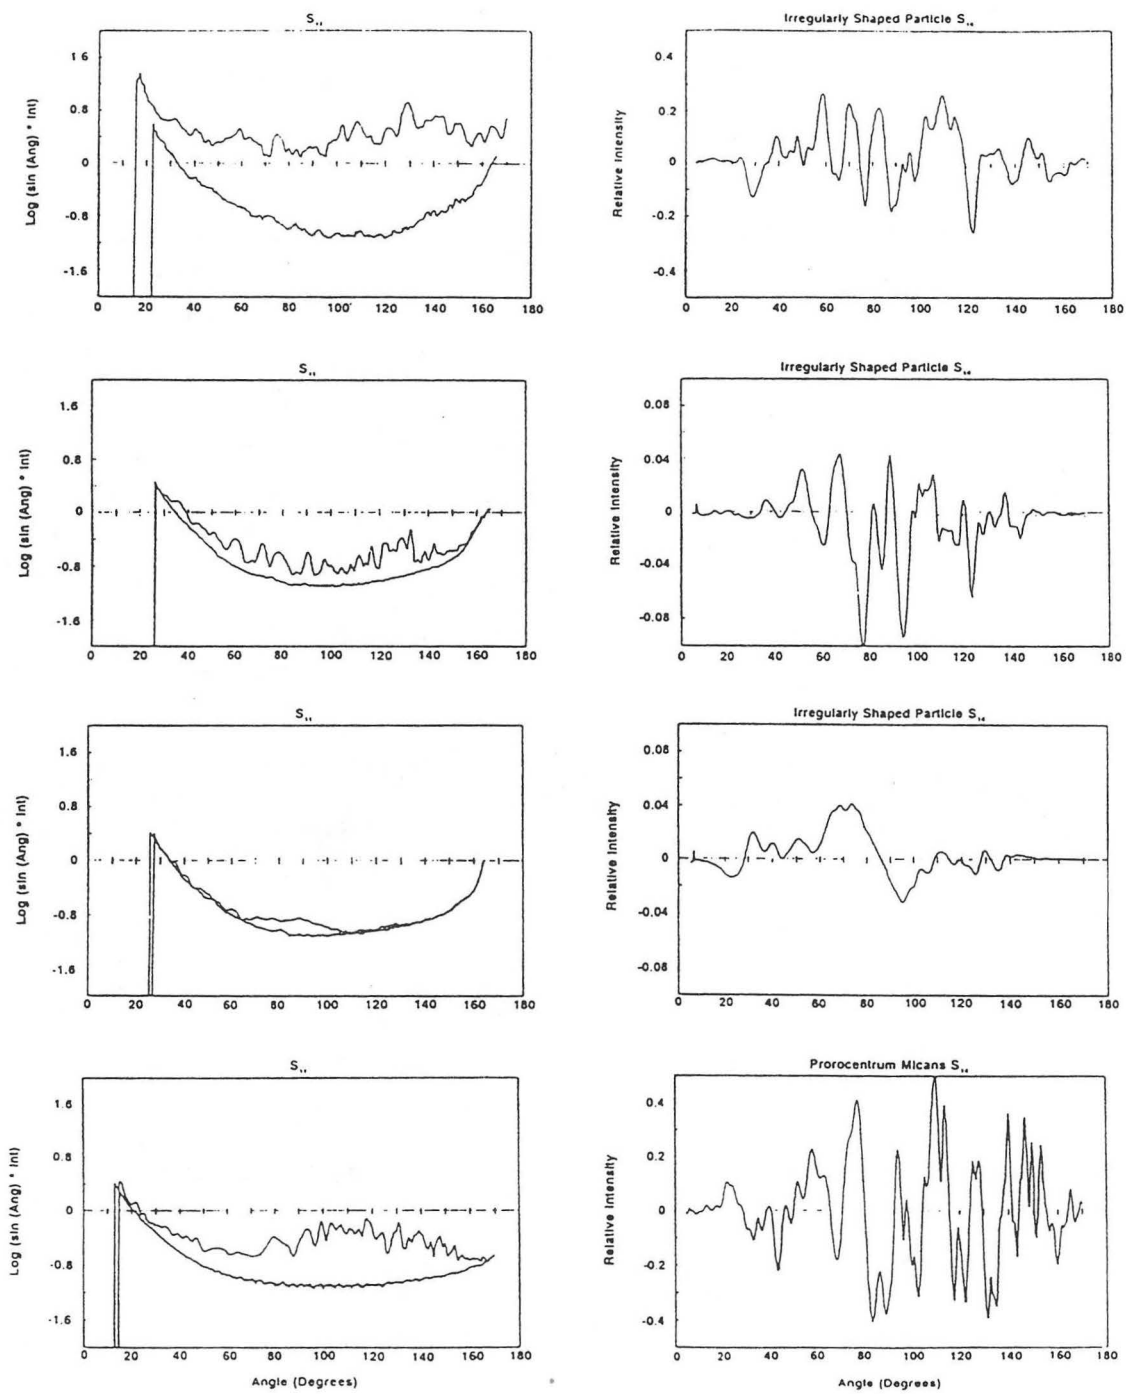 S₁₁
1.6
0.8
0
-0.8
-1.6
Log (sin (Ang) * Int)
0 20 40 60 80 100 120 140 160 180
Irregularly Shaped Particle S₁₄
0.4
0.2
0
-0.2
-0.4
Relative Intensity
0 20 40 60 80 100 120 140 160 180
S₁₁
1.6
0.8
0
-0.8
-1.6
Log (sin (Ang) * Int)
0 20 40 60 80 100 120 140 160 180
Irregularly Shaped Particle S₁₄
0.08
0.04
0
-0.04
-0.08
Relative Intensity
0 20 40 60 80 100 120 140 160 180
S₁₁
1.6
0.8
0
-0.8
-1.6
Log (sin (Ang) * Int)
0 20 40 60 80 100 120 140 160 180
Irregularly Shaped Particle S₁₄
0.08
0.04
0
-0.04
-0.08
Relative Intensity
0 20 40 60 80 100 120 140 160 180
S₁₁
1.6
0.8
0
-0.8
-1.6
Log (sin (Ang) * Int)
0 20 40 60 80 100 120 140 160 180
Angle (Degrees)
Prorocentrum Micans S₁₄
0.4
0.2
0
-0.2
-0.4
Relative Intensity
0 20 40 60 80 100 120 140 160 180
Angle (Degrees)